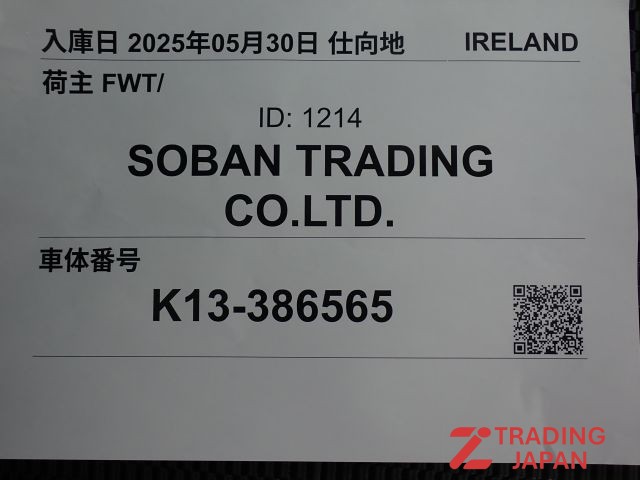 入庫日 2025年05月30日 仕向地 IRELAND
荷主 FWT/
ID: 1214
SOBAN TRADING
CO.LTD.
車体番号
K13-386565
TRADING
JAPAN